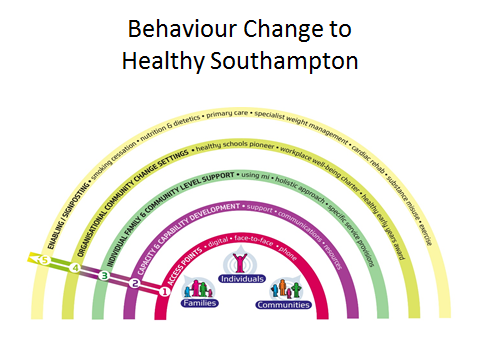 Behaviour Change to
Healthy Southampton
5 ENABLING / SIGNPOSTING • smoking cessation • nutrition & dietetics • primary care • specialist weight management • cardiac rehab • substance misuse • exercise
4 ORGANISATIONAL COMMUNITY CHANGE SETTINGS • healthy schools pioneer • workplace well-being charter • healthy early years award
3 INDIVIDUAL FAMILY & COMMUNITY LEVEL SUPPORT • using mi • holistic approach • specific service provisions
2 CAPACITY & CAPABILITY DEVELOPMENT • support • communications • resources
1 ACCESS POINTS • digital • face-to-face • phone
Individuals
Families
Communities